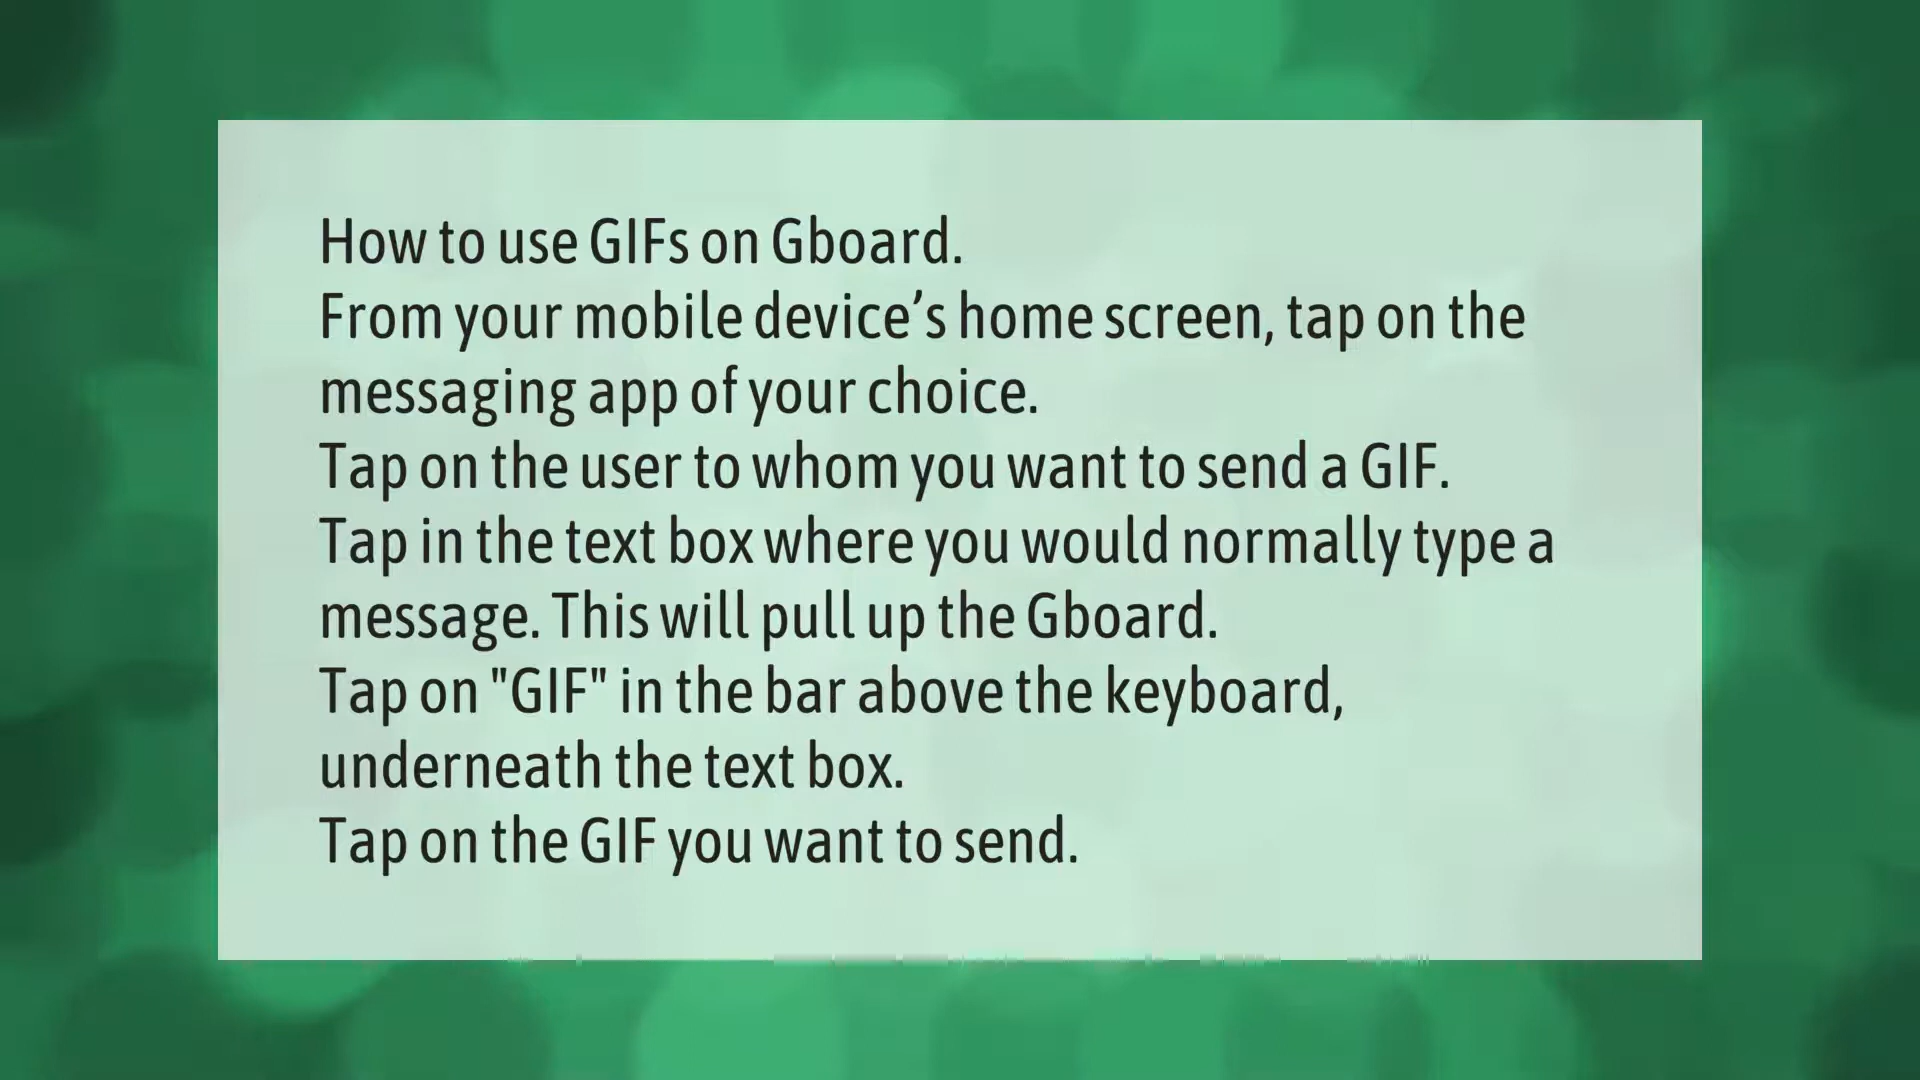 How to use GIFs on Gboard.
From your mobile device’s home screen, tap on the
messaging app of your choice.
Tap on the user to whom you want to send a GIF.
Tap in the text box where you would normally type a
message. This will pull up the Gboard.
Tap on "GIF" in the bar above the keyboard,
underneath the text box.
Tap on the GIF you want to send.